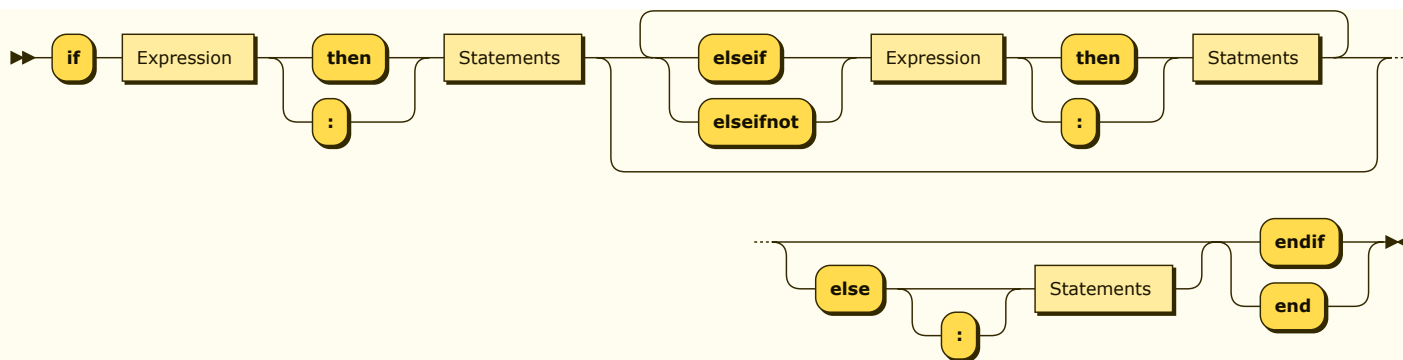 if Expression then Statements elseif Expression then Statments
: elseifnot :
else Statements endif
: end